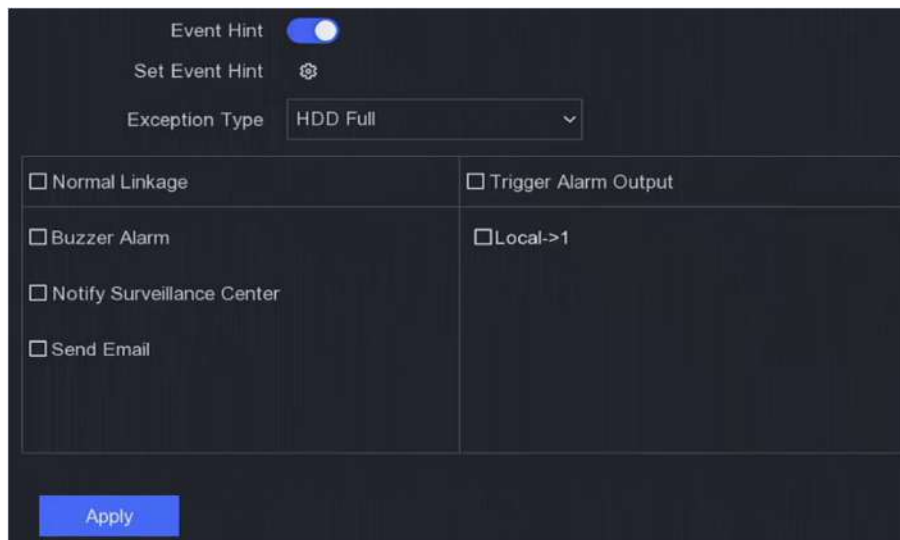 Event Hint
Set Event Hint
Exception Type HDD Full
Normal Linkage Trigger Alarm Output
Buzzer Alarm Local->1
Notify Surveillance Center
Send Email
Apply